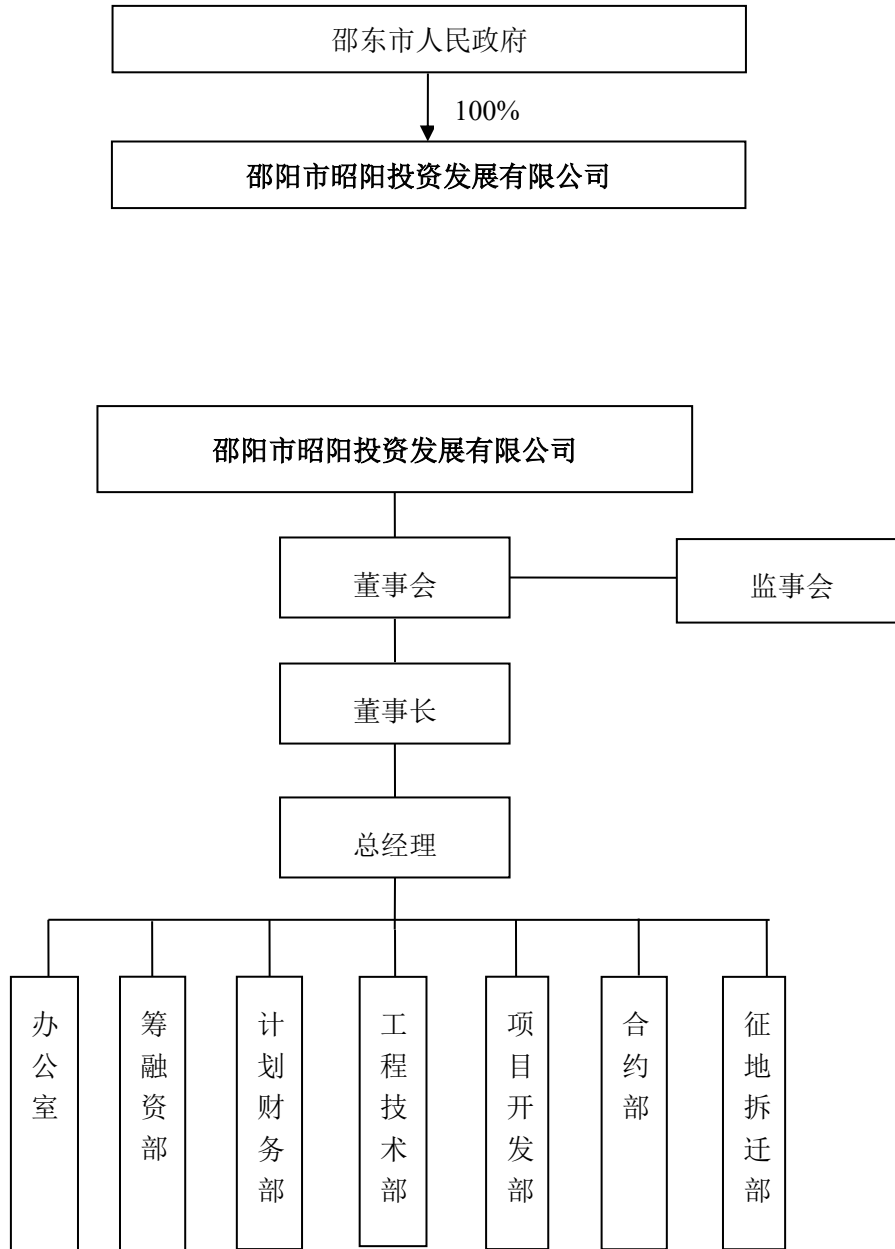 邵东市人民政府
100%
邵阳市昭阳投资发展有限公司
邵阳市昭阳投资发展有限公司
董事会
监事会
董事长
总经理
办公室
筹融资部
计划财务部
工程技术部
项目开发部
合约部
征地拆迁部